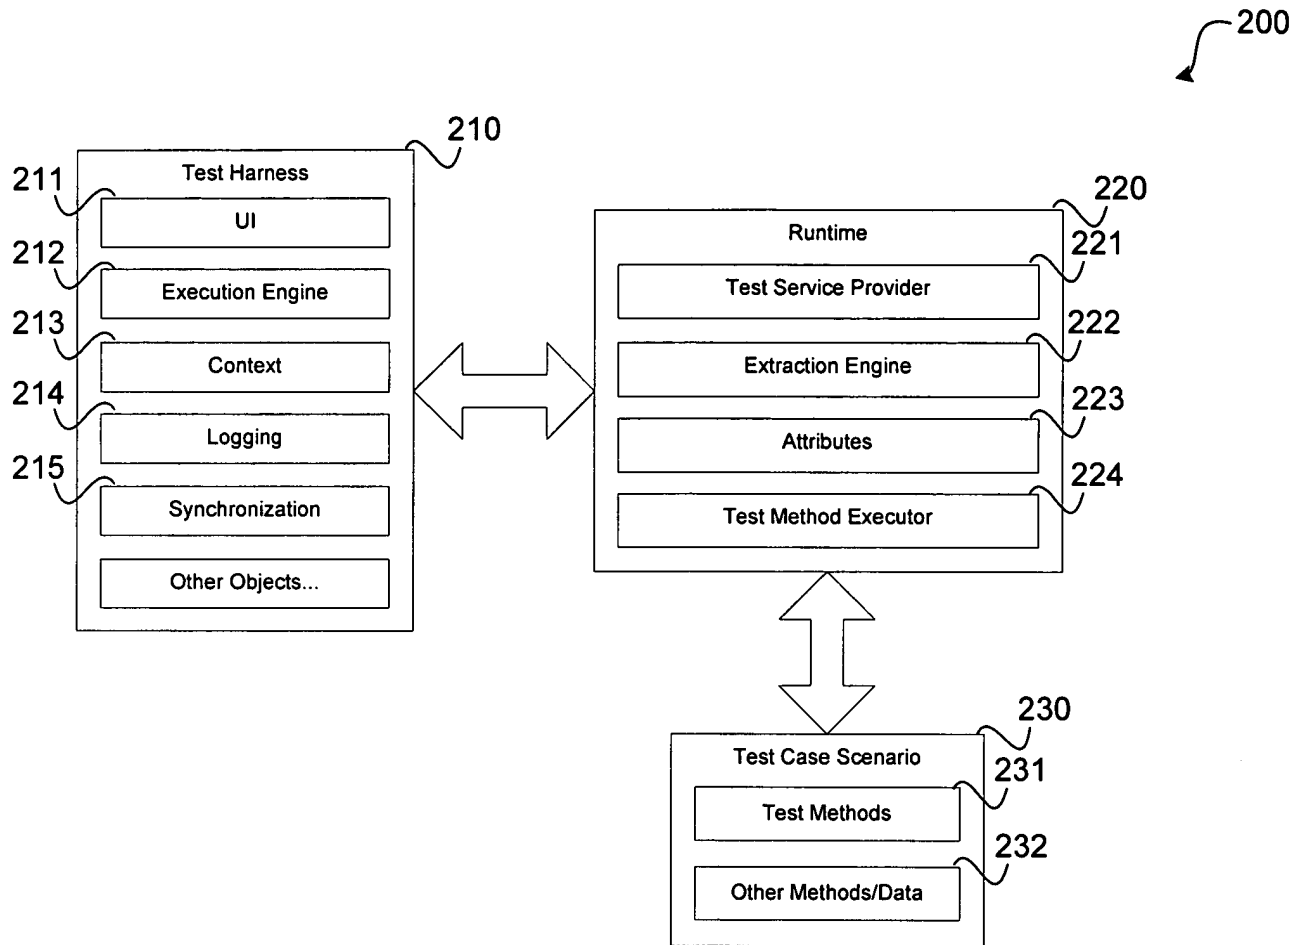 200
210
Test Harness
211
UI
212
Execution Engine
213
Context
214
Logging
215
Synchronization
Other Objects...
220
Runtime
221
Test Service Provider
222
Extraction Engine
223
Attributes
224
Test Method Executor
230
Test Case Scenario
231
Test Methods
232
Other Methods/Data